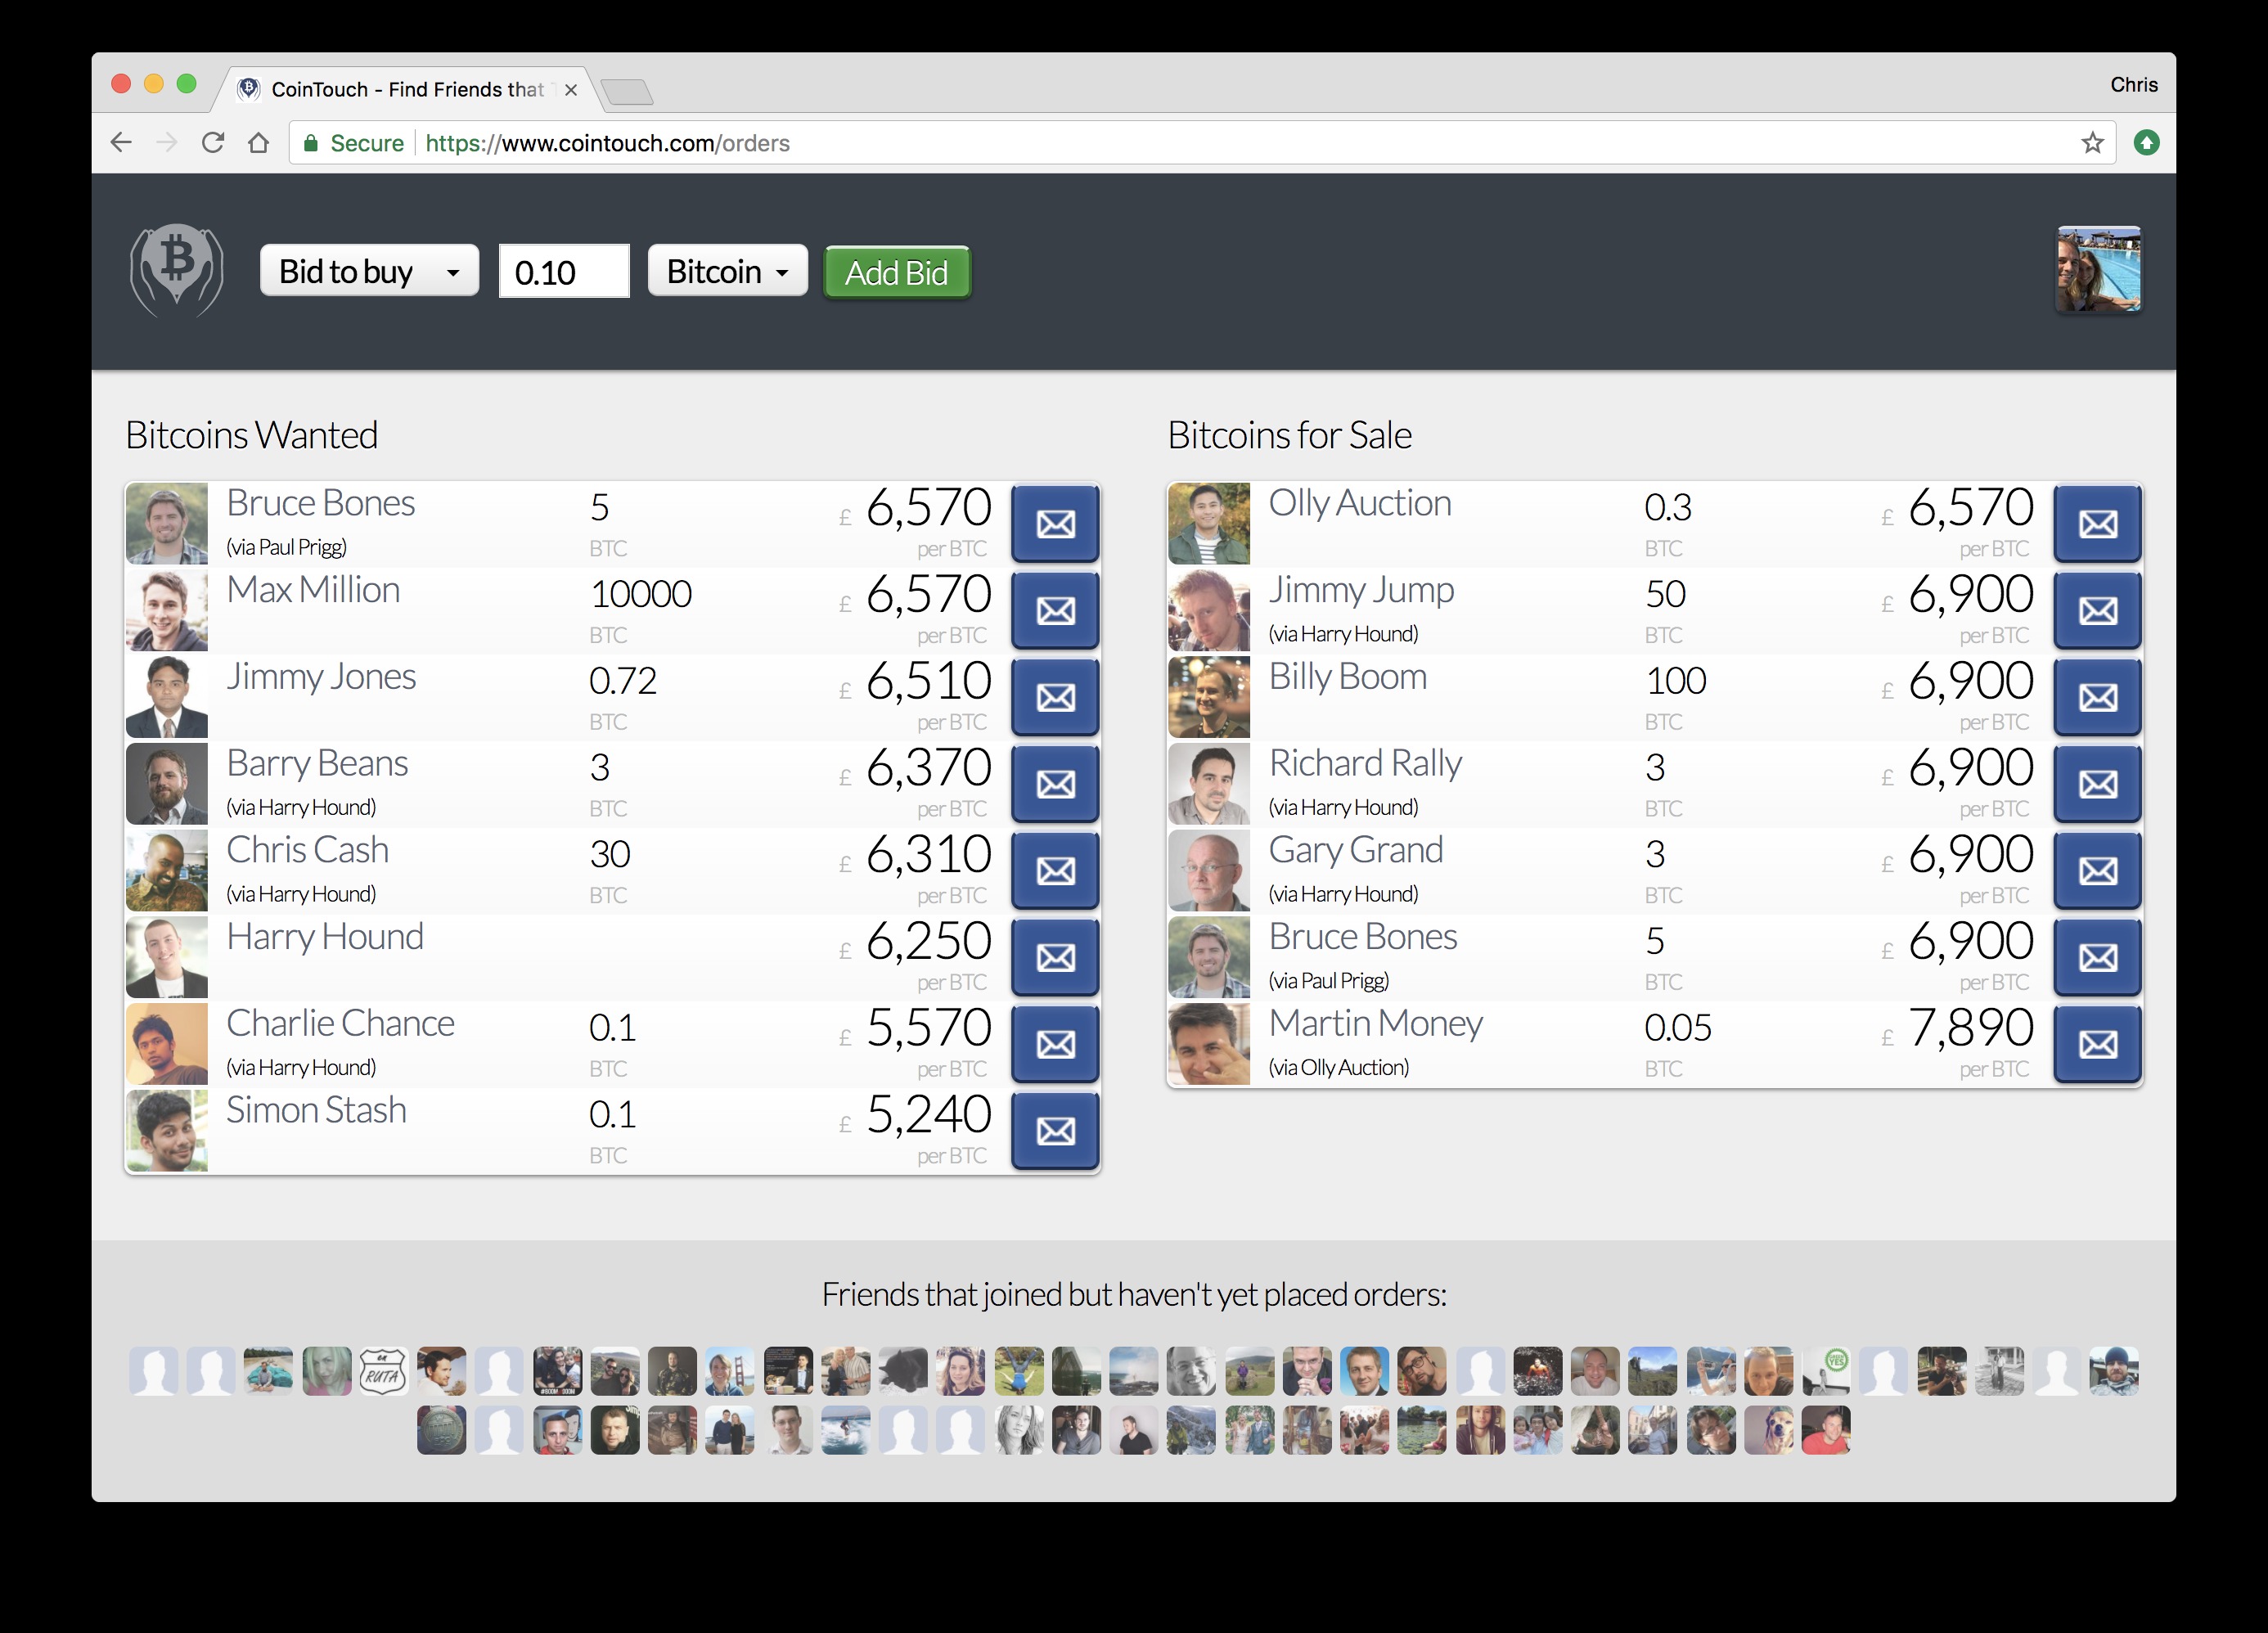 CoinTouch - Find Friends that
Chris
Secure https://www.cointouch.com/orders
Bid to buy 0.10 Bitcoin Add Bid
Bitcoins Wanted
Bruce Bones 5 £ 6,570
(via Paul Prigg) BTC per BTC
Max Million 10000 £ 6,570
BTC per BTC
Jimmy Jones 0.72 £ 6,510
BTC per BTC
Barry Beans 3 £ 6,370
(via Harry Hound) BTC per BTC
Chris Cash 30 £ 6,310
(via Harry Hound) BTC per BTC
Harry Hound £ 6,250
per BTC
Charlie Chance 0.1 £ 5,570
(via Harry Hound) BTC per BTC
Simon Stash 0.1 £ 5,240
BTC per BTC
Bitcoins for Sale
Olly Auction 0.3 £ 6,570
BTC per BTC
Jimmy Jump 50 £ 6,900
(via Harry Hound) BTC per BTC
Billy Boom 100 £ 6,900
BTC per BTC
Richard Rally 3 £ 6,900
(via Harry Hound) BTC per BTC
Gary Grand 3 £ 6,900
(via Harry Hound) BTC per BTC
Bruce Bones 5 £ 6,900
(via Paul Prigg) BTC per BTC
Martin Money 0.05 £ 7,890
(via Olly Auction) BTC per BTC
Friends that joined but haven't yet placed orders:
RUTA
YES